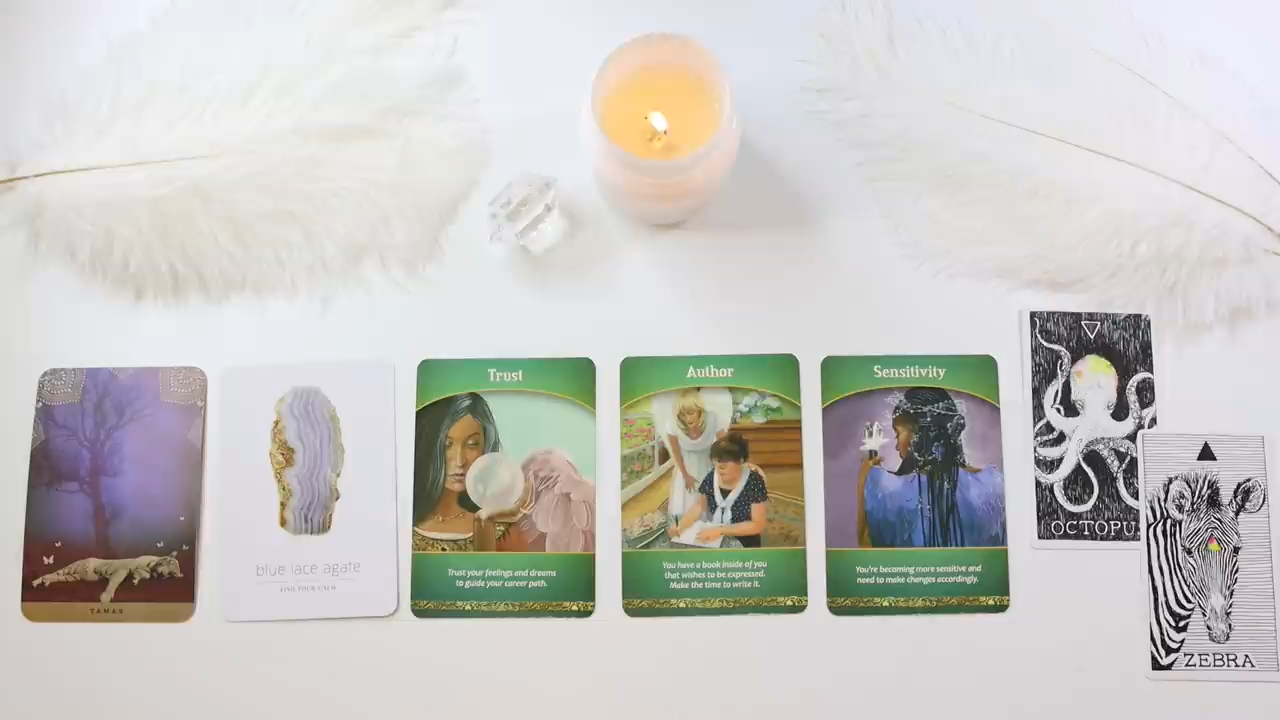 TAMAS
blue lace agate
FIND YOUR CALM
Trust
Trust your feelings and dreams
to guide your career path.
Author
You have a book inside of you
that wishes to be expressed.
Make the time to write it.
Sensitivity
You're becoming more sensitive and
need to make changes accordingly.
OCTOPU
ZEBRA